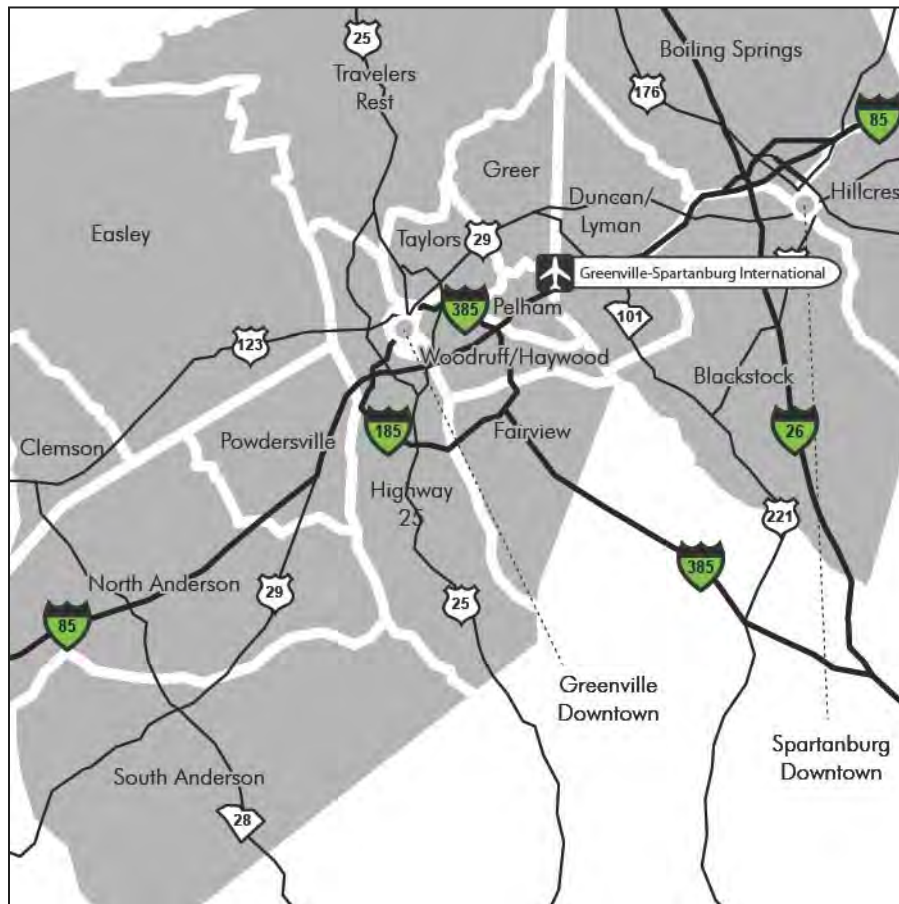 25
Travelers
Rest
Boiling Springs
176
85
Greer
Hillcres
Duncan/
Lyman
Easley
Taylors
29
Greenville-Spartanburg International
385
Pelham
101
123
Woodruff/Haywood
Blackstock
Clemson
Powdersville
185
Fairview
26
Highway
25
221
385
North Anderson
29
25
85
Greenville
Downtown
Spartanburg
Downtown
South Anderson
28